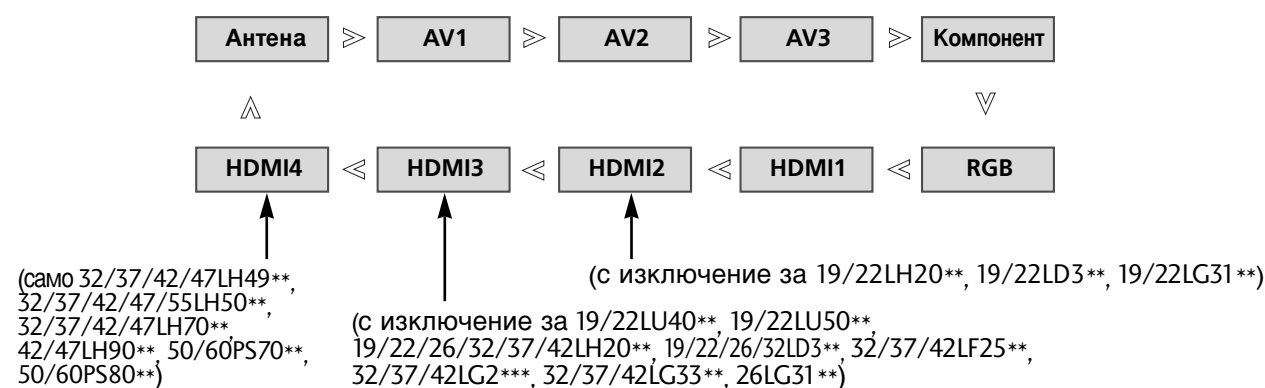 Антена AV1 AV2 AV3 Компонент
HDMI4 HDMI3 HDMI2 HDMI1 RGB
(само 32/37/42/47LH49**,
32/37/42/47/55LH50**,
32/37/42/47LH70**,
42/47LH90**, 50/60PS70**,
50/60PS80**)
(с изключение за 19/22LU40**, 19/22LU50**,
19/22/26/32/37/42LH20**, 19/22/26/32LD3**, 32/37/42LF25**,
32/37/42LG2***, 32/37/42LG33**, 26LG31**)
(с изключение за 19/22LH20**, 19/22LD3**, 19/22LG31**)